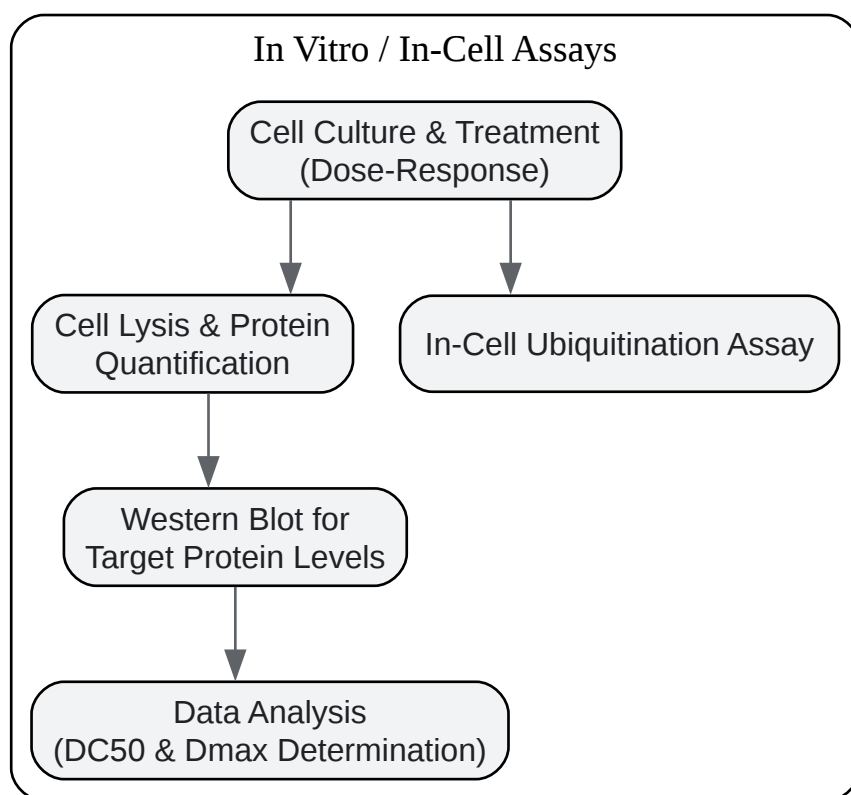 In Vitro / In-Cell Assays
Cell Culture & Treatment
(Dose-Response)
Cell Lysis & Protein
Quantification
In-Cell Ubiquitination Assay
Western Blot for
Target Protein Levels
Data Analysis
(DC50 & Dmax Determination)